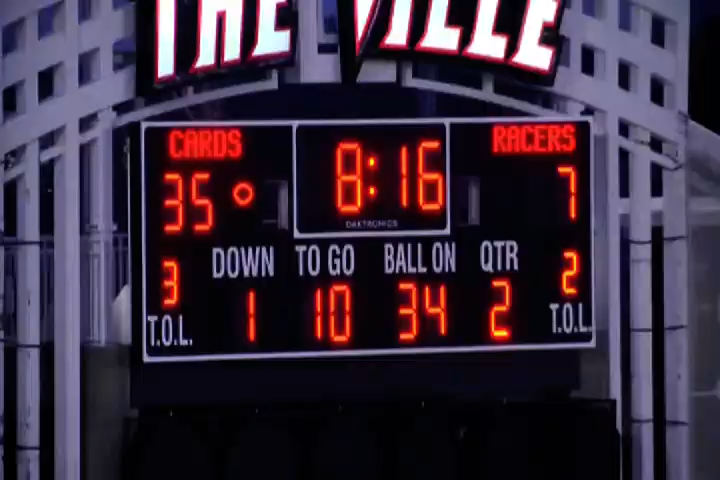 THE VILLE
CARDS 8:16 RACERS
35 7
DAKTRONICS
3 DOWN TO GO BALL ON QTR 2
T.O.L. 1 10 34 2 T.O.L.